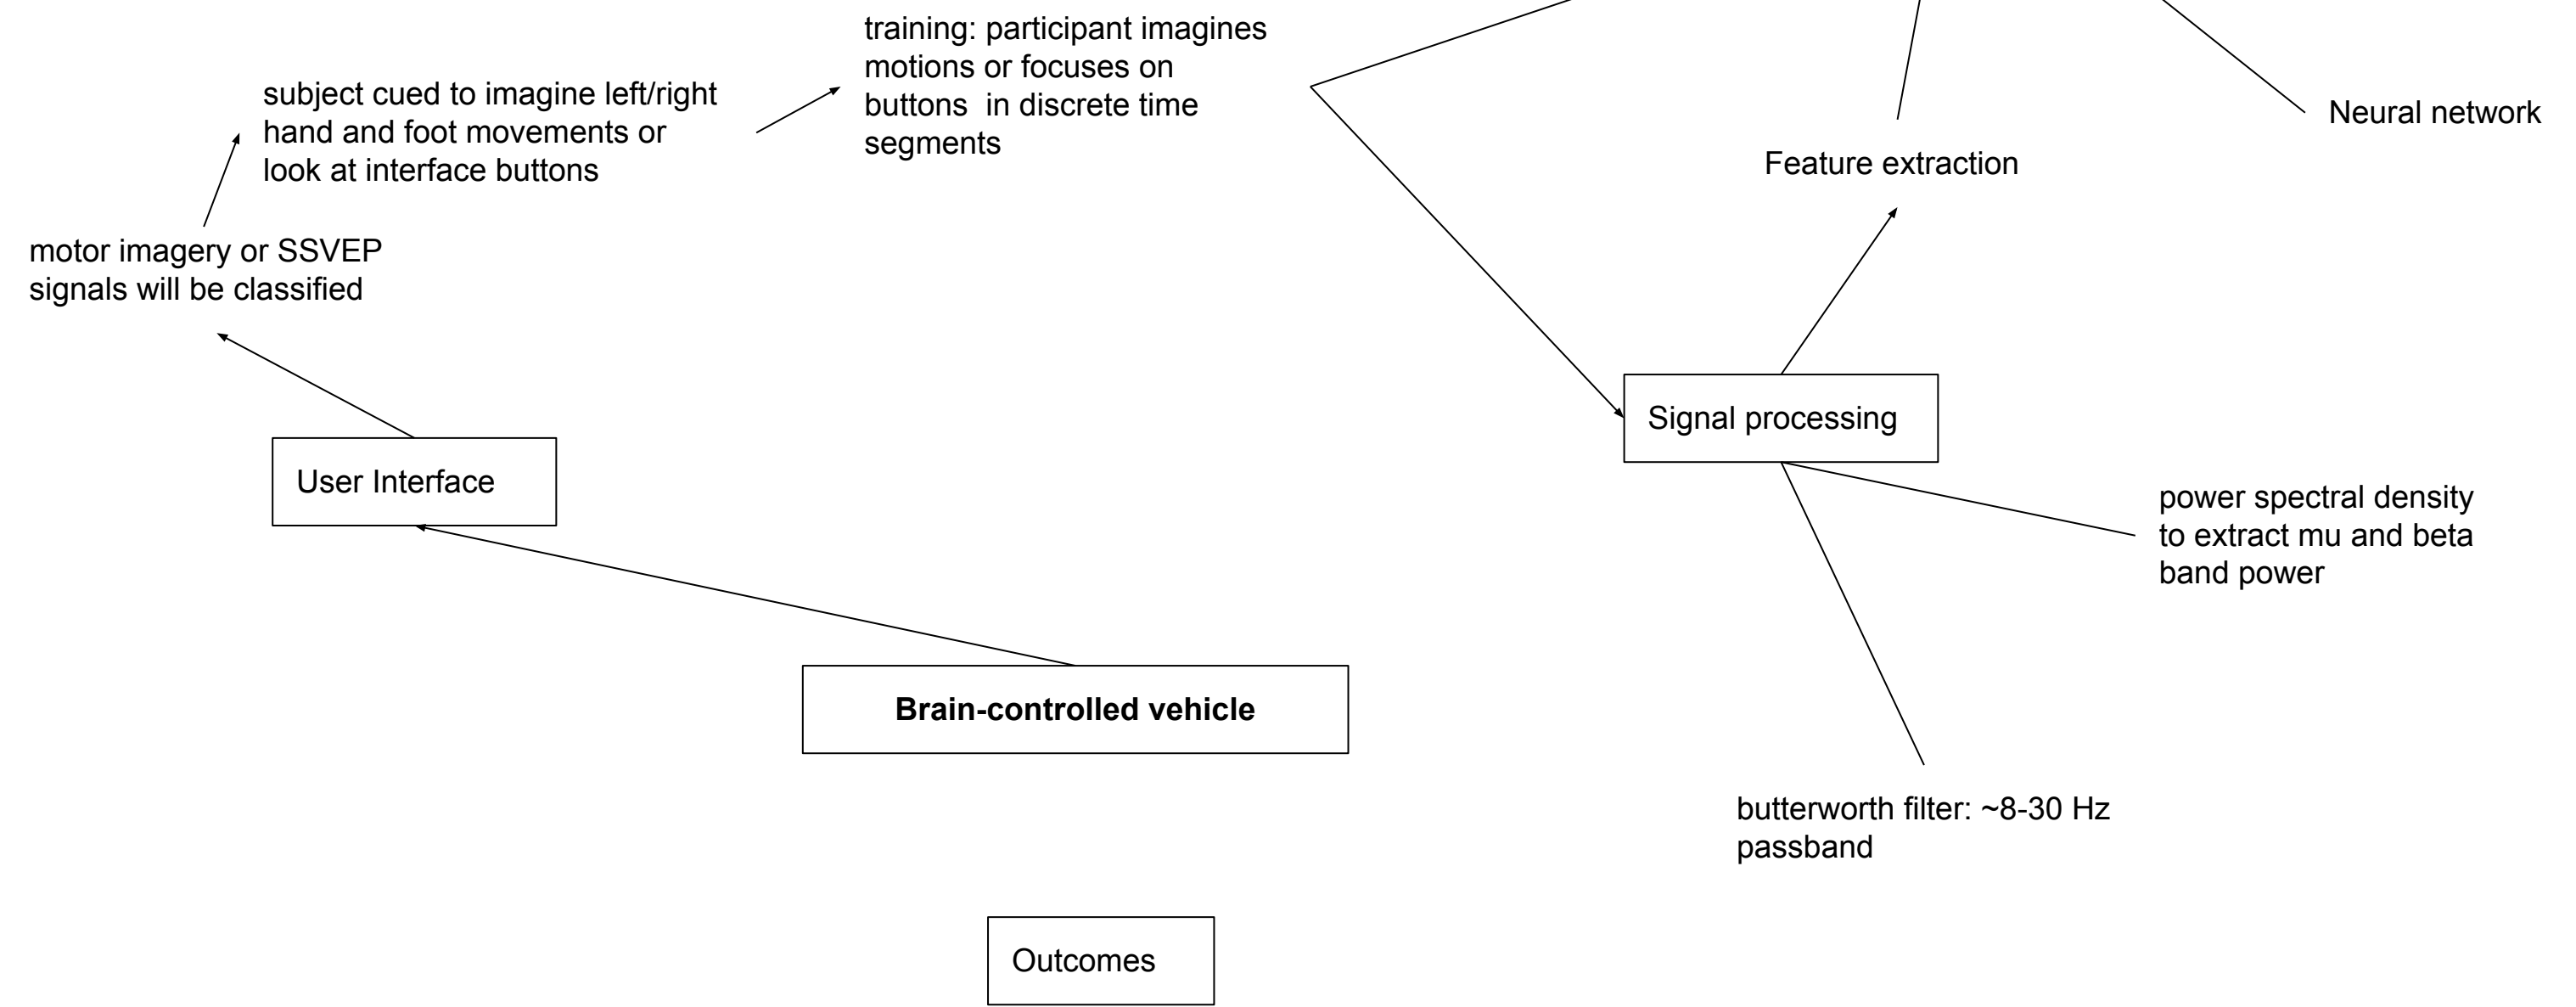 training: participant imagines
motions or focuses on
buttons  in discrete time
segments
subject cued to imagine left/right
hand and foot movements or
look at interface buttons
Neural network
Feature extraction
motor imagery or SSVEP
signals will be classified
Signal processing
User Interface
power spectral density
to extract mu and beta
band power
Brain-controlled vehicle
butterworth filter: ~8-30 Hz
passband
Outcomes